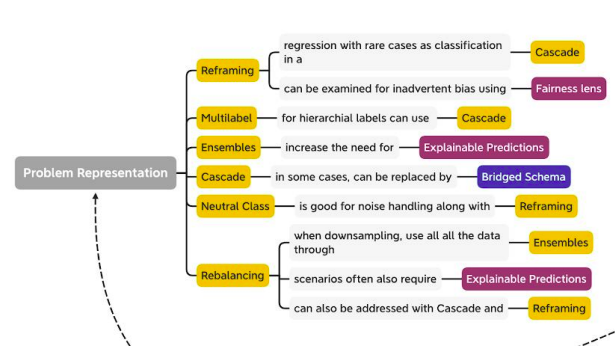 Problem Representation
Reframing
regression with rare cases as classification
in a
Cascade
can be examined for inadvertent bias using
Fairness lens
Multilabel
for hierarchial labels can use
Cascade
Ensembles
increase the need for
Explainable Predictions
Cascade
in some cases, can be replaced by
Bridged Schema
Neutral Class
is good for noise handling along with
Reframing
Rebalancing
when downsampling, use all all the data
through
Ensembles
scenarios often also require
Explainable Predictions
can also be addressed with Cascade and
Reframing